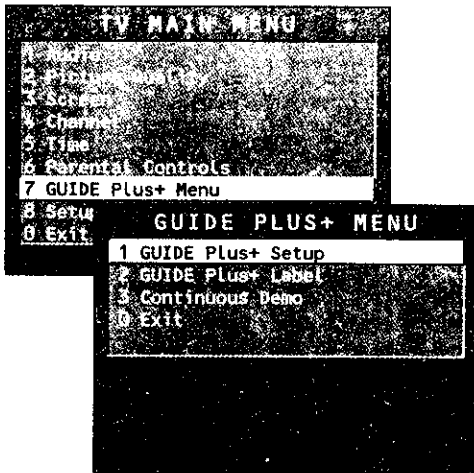 TV MAIN MENU
1 Audio
2 Picture Quality
3 Screen
4 Channel
5 Time
6 Parental Controls
7 GUIDE Plus+ Menu
8 Setup
0 Exit
GUIDE PLUS+ MENU
1 GUIDE Plus+ Setup
2 GUIDE Plus+ Label
3 Continuous Demo
0 Exit